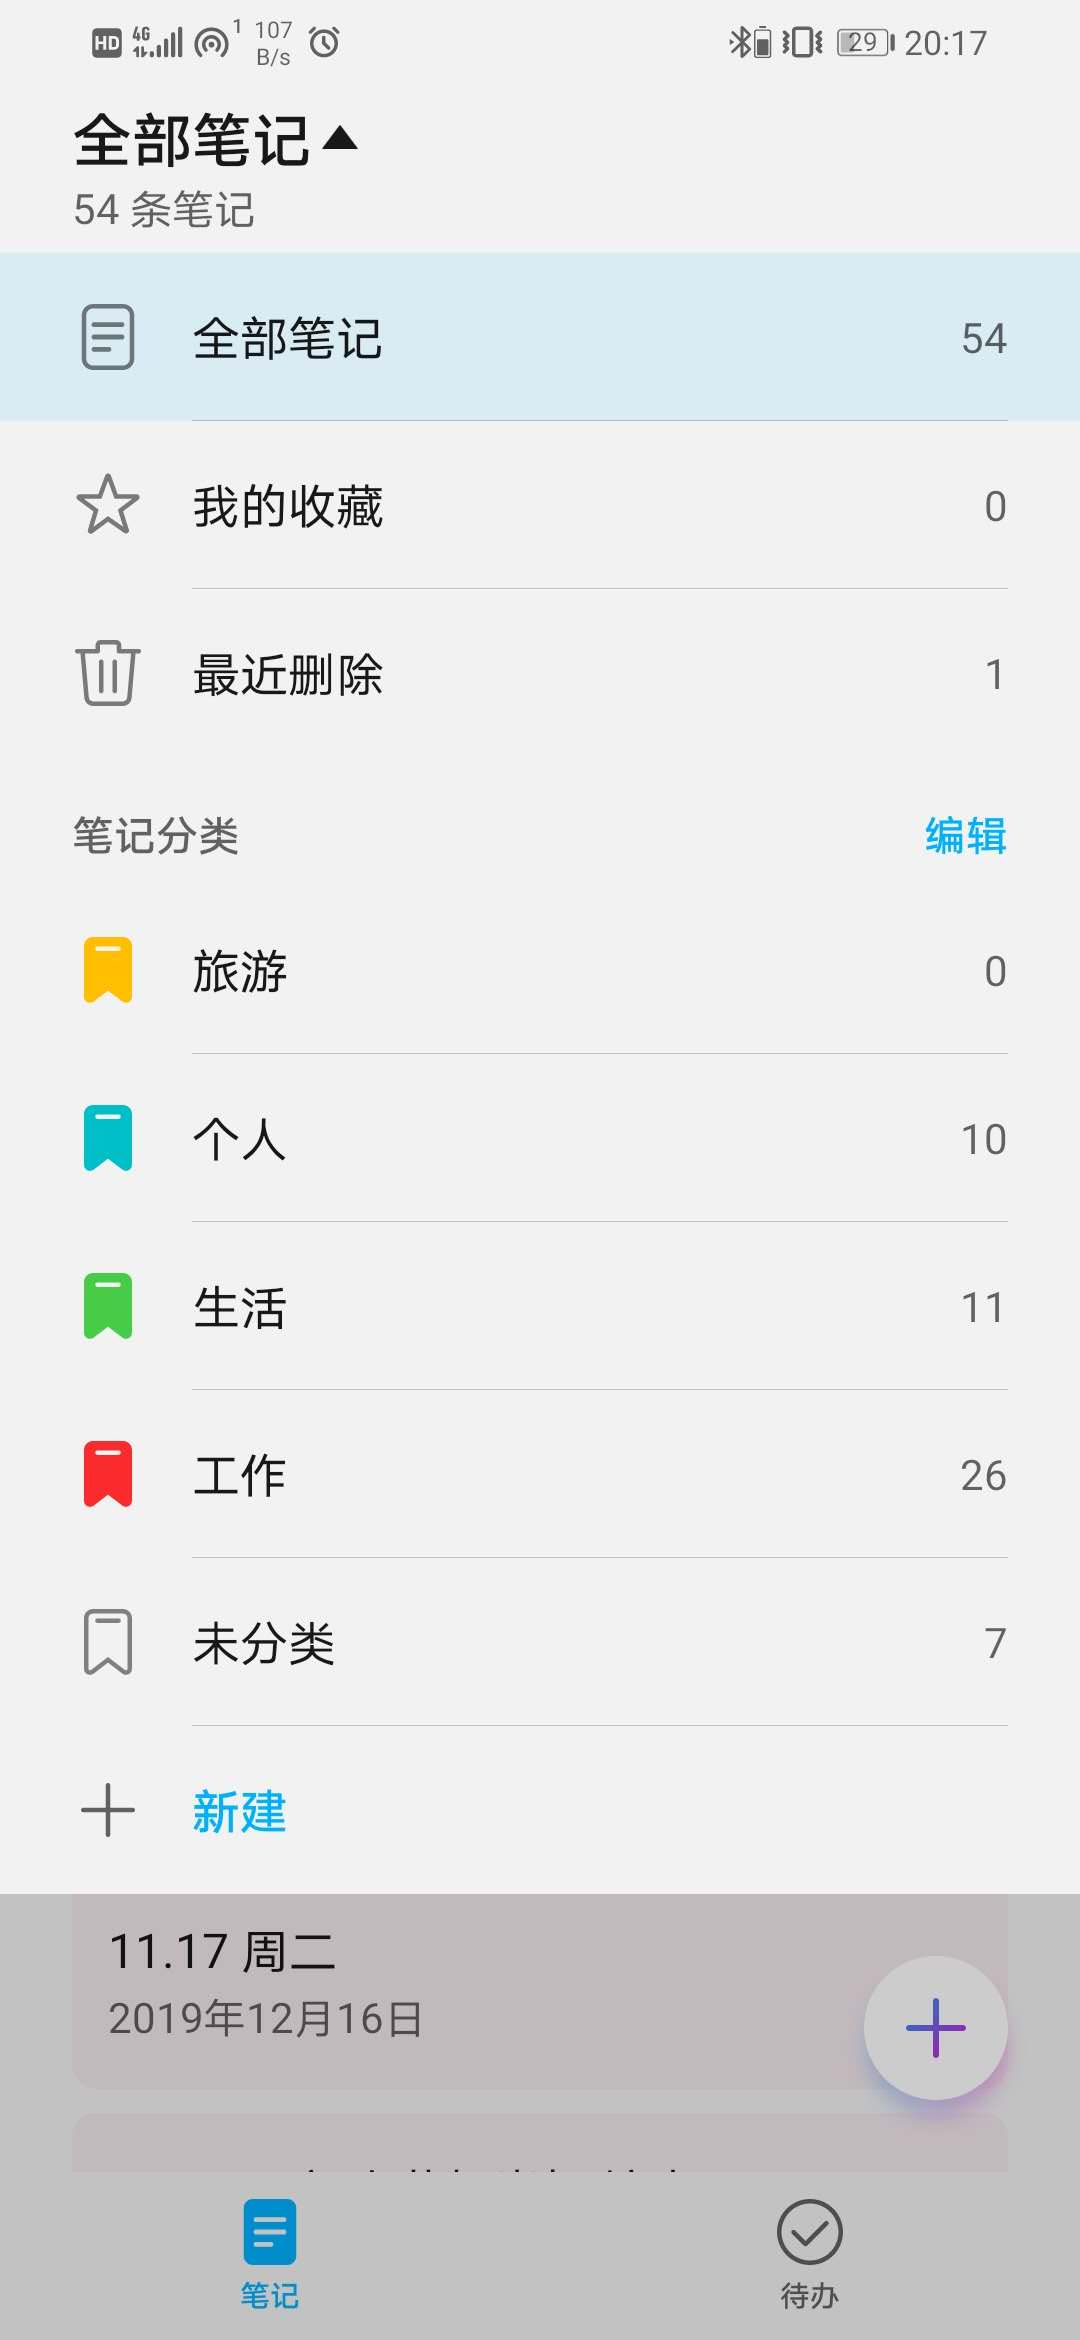 HD 4G 1 107 B/s 29 20:17
全部笔记
54 条笔记
全部笔记 54
我的收藏 0
最近删除 1
笔记分类 编辑
旅游 0
个人 10
生活 11
工作 26
未分类 7
新建
11.17 周二
2019年12月16日
笔记 待办